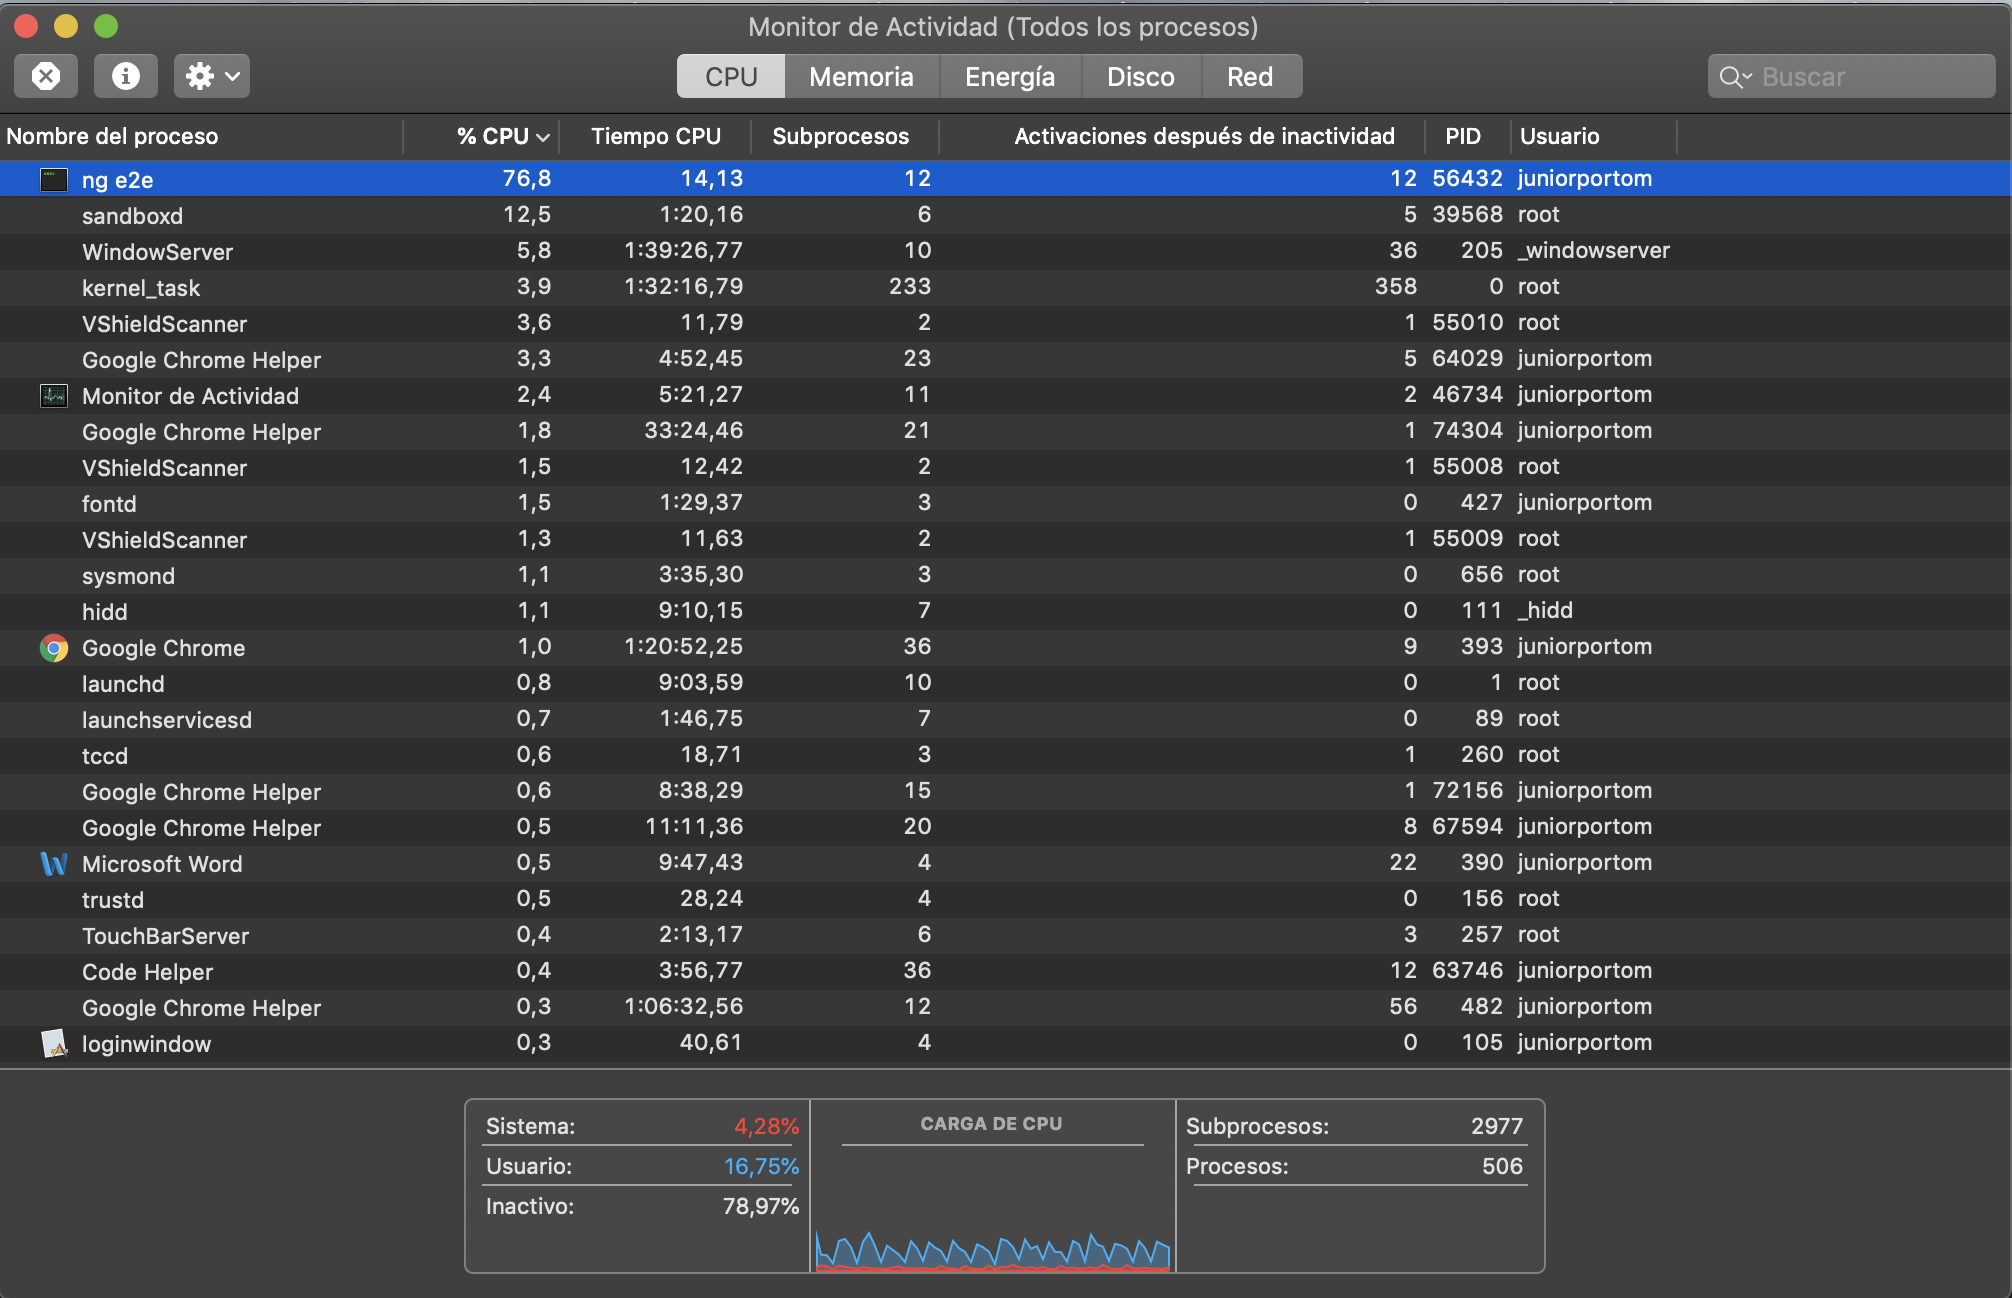 Monitor de Actividad (Todos los procesos)
CPU Memoria Energía Disco Red Buscar
Nombre del proceso % CPU Tiempo CPU Subprocesos Activaciones después de inactividad PID Usuario
ng e2e 76,8 14,13 12 12 56432 juniorportom
sandboxd 12,5 1:20,16 6 5 39568 root
WindowServer 5,8 1:39:26,77 10 36 205 _windowserver
kernel_task 3,9 1:32:16,79 233 358 0 root
VShieldScanner 3,6 11,79 2 1 55010 root
Google Chrome Helper 3,3 4:52,45 23 5 64029 juniorportom
Monitor de Actividad 2,4 5:21,27 11 2 46734 juniorportom
Google Chrome Helper 1,8 33:24,46 21 1 74304 juniorportom
VShieldScanner 1,5 12,42 2 1 55008 root
fontd 1,5 1:29,37 3 0 427 juniorportom
VShieldScanner 1,3 11,63 2 1 55009 root
sysmond 1,1 3:35,30 3 0 656 root
hidd 1,1 9:10,15 7 0 111 _hidd
Google Chrome 1,0 1:20:52,25 36 9 393 juniorportom
launchd 0,8 9:03,59 10 0 1 root
launchservicesd 0,7 1:46,75 7 0 89 root
tccd 0,6 18,71 3 1 260 root
Google Chrome Helper 0,6 8:38,29 15 1 72156 juniorportom
Google Chrome Helper 0,5 11:11,36 20 8 67594 juniorportom
Microsoft Word 0,5 9:47,43 4 22 390 juniorportom
trustd 0,5 28,24 4 0 156 root
TouchBarServer 0,4 2:13,17 6 3 257 root
Code Helper 0,4 3:56,77 36 12 63746 juniorportom
Google Chrome Helper 0,3 1:06:32,56 12 56 482 juniorportom
loginwindow 0,3 40,61 4 0 105 juniorportom
Sistema: 4,28% CARGA DE CPU Subprocesos: 2977
Usuario: 16,75% Procesos: 506
Inactivo: 78,97%